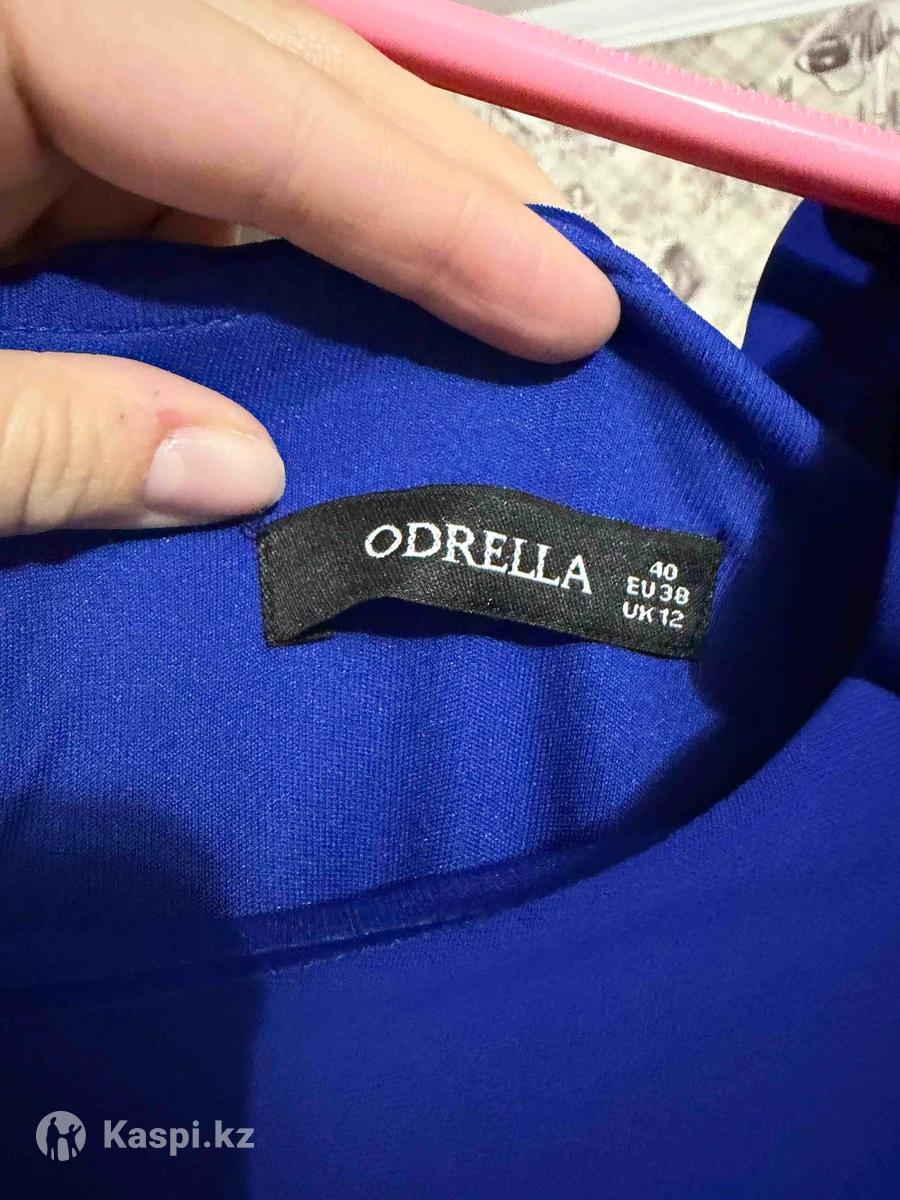 ODRELLA
40
EU 38
UK 12
Kaspi.kz